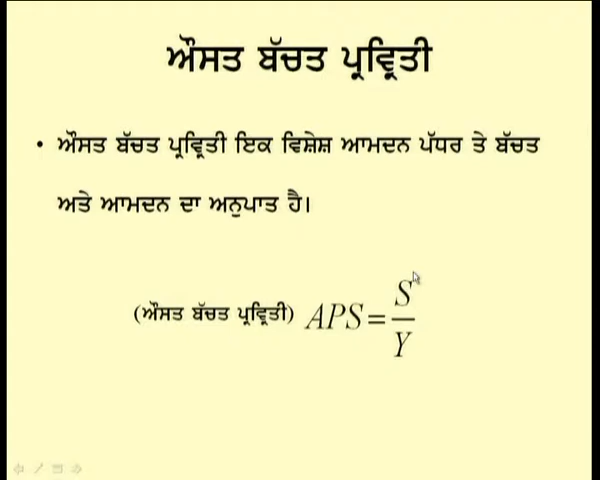 ਔਸਤ ਬੱਚਤ ਪ੍ਰਵ੍ਰਿਤੀ
• ਔਸਤ ਬੱਚਤ ਪ੍ਰਵ੍ਰਿਤੀ ਇਕ ਵਿਸ਼ੇਸ਼ ਆਮਦਨ ਪੱਧਰ ਤੇ ਬੱਚਤ
ਅਤੇ ਆਮਦਨ ਦਾ ਅਨੁਪਾਤ ਹੈ।
(ਔਸਤ ਬੱਚਤ ਪ੍ਰਵ੍ਰਿਤੀ) APS = S/Y